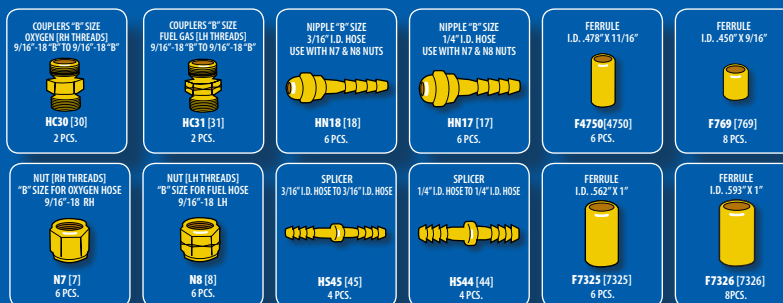 COUPLERS "B" SIZE
OXYGEN [RH THREADS]
9/16"-18 "B" TO 9/16"-18 "B"
HC30 [30]
2 PCS.
COUPLERS "B" SIZE
FUEL GAS [LH THREADS]
9/16"-18 "B" TO 9/16"-18 "B"
HC31 [31]
2 PCS.
NIPPLE "B" SIZE
3/16" I.D. HOSE
USE WITH N7 & N8 NUTS
HN18 [18]
6 PCS.
NIPPLE "B" SIZE
1/4" I.D. HOSE
USE WITH N7 & N8 NUTS
HN17 [17]
6 PCS.
FERRULE
I.D. .478" X 11/16"
F4750[4750]
6 PCS.
FERRULE
I.D. .450" X 9/16"
F769 [769]
8 PCS.
NUT [RH THREADS]
"B" SIZE FOR OXYGEN HOSE
9/16"-18 RH
N7 [7]
6 PCS.
NUT [LH THREADS]
"B" SIZE FOR FUEL HOSE
9/16"-18 LH
N8 [8]
6 PCS.
SPLICER
3/16" I.D. HOSE TO 3/16" I.D. HOSE
HS45 [45]
4 PCS.
SPLICER
1/4" I.D. HOSE TO 1/4" I.D. HOSE
HS44 [44]
4 PCS.
FERRULE
I.D. .562" X 1"
F7325 [7325]
6 PCS.
FERRULE
I.D. .593" X 1"
F7326 [7326]
8PCS.